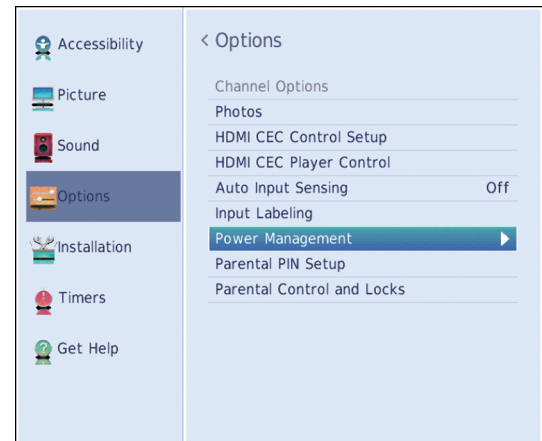 Accessibility
Picture
Sound
Options
Installation
Timers
Get Help
< Options
Channel Options
Photos
HDMI CEC Control Setup
HDMI CEC Player Control
Auto Input Sensing Off
Input Labeling
Power Management
Parental PIN Setup
Parental Control and Locks